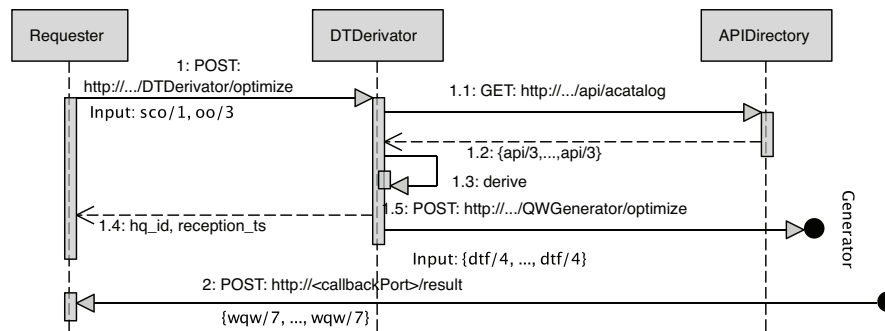 Requester
DTDerivator
APIDirectory
1: POST:
http://.../DTDerivator/optimize
Input: sco/1, oo/3
1.1: GET: http://.../api/acatalog
1.2: {api/3,...,api/3}
1.3: derive
1.4: hq_id, reception_ts
1.5: POST: http://.../QWGenerator/optimize
Input: {dtf/4, ..., dtf/4}
Generator
2: POST: http://<callbackPort>/result
{wqw/7, ..., wqw/7}